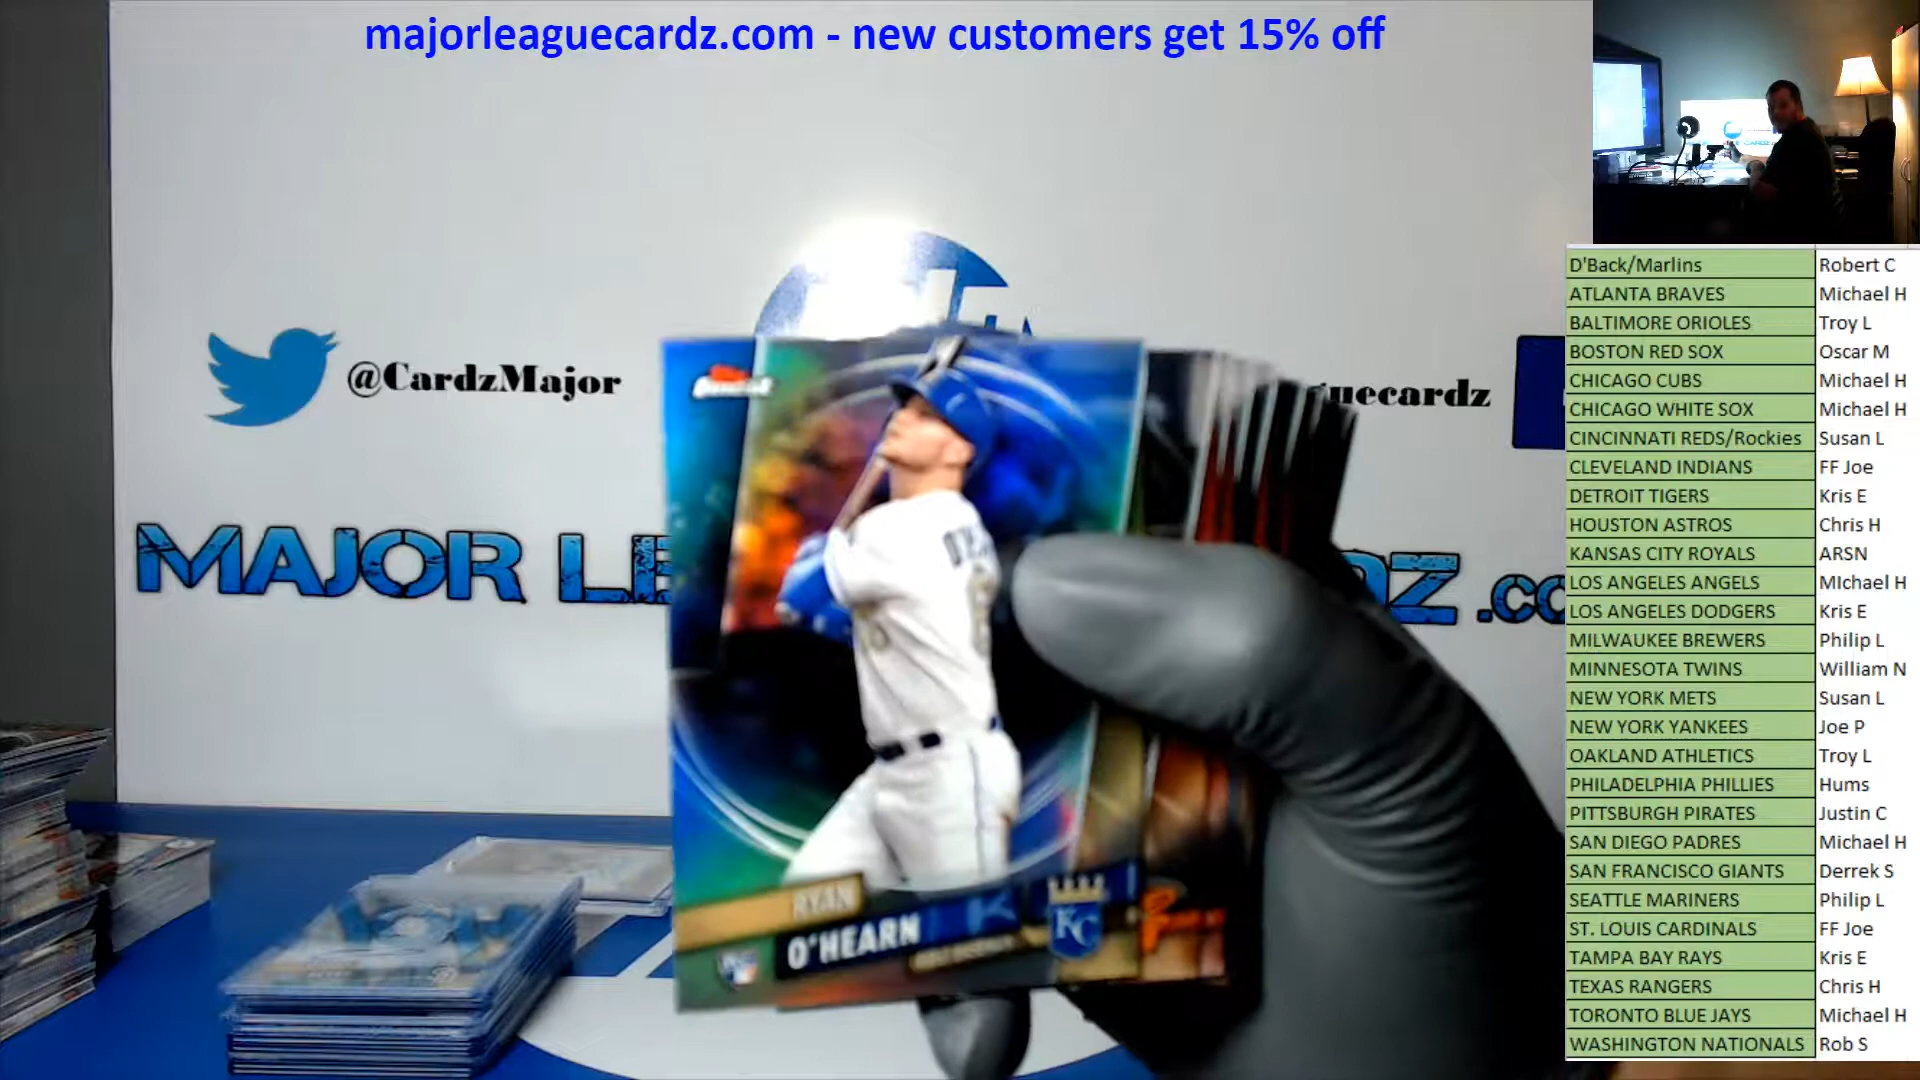 majorleaguecardz.com - new customers get 15% off
@CardzMajor
guecardz
MAJOR LE
DZ .co
RYAN
O'HEARN
KC
D'Back/Marlins Robert C
ATLANTA BRAVES Michael H
BALTIMORE ORIOLES Troy L
BOSTON RED SOX Oscar M
CHICAGO CUBS Michael H
CHICAGO WHITE SOX Michael H
CINCINNATI REDS/Rockies Susan L
CLEVELAND INDIANS FF Joe
DETROIT TIGERS Kris E
HOUSTON ASTROS Chris H
KANSAS CITY ROYALS ARSN
LOS ANGELES ANGELS MIchael H
LOS ANGELES DODGERS Kris E
MILWAUKEE BREWERS Philip L
MINNESOTA TWINS William N
NEW YORK METS Susan L
NEW YORK YANKEES Joe P
OAKLAND ATHLETICS Troy L
PHILADELPHIA PHILLIES Hums
PITTSBURGH PIRATES Justin C
SAN DIEGO PADRES Michael H
SAN FRANCISCO GIANTS Derrek S
SEATTLE MARINERS Philip L
ST. LOUIS CARDINALS FF Joe
TAMPA BAY RAYS Kris E
TEXAS RANGERS Chris H
TORONTO BLUE JAYS Michael H
WASHINGTON NATIONALS Rob S